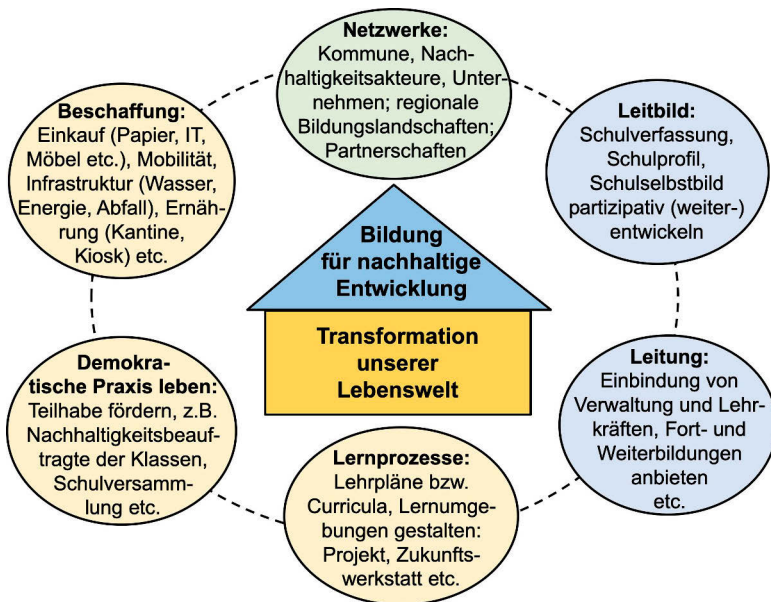 Netzwerke:
Kommune, Nach-
haltigkeitsakteure, Unter-
nehmen; regionale
Bildungslandschaften;
Partnerschaften
Beschaffung:
Einkauf (Papier, IT,
Möbel etc.), Mobilität,
Infrastruktur (Wasser,
Energie, Abfall), Ernäh-
rung (Kantine,
Kiosk) etc.
Leitbild:
Schulverfassung,
Schulprofil,
Schulselbstbild
partizipativ (weiter-)
entwickeln
Bildung
für nachhaltige
Entwicklung
Transformation
unserer
Lebenswelt
Demokra-
tische Praxis leben:
Teilhabe fördern, z.B.
Nachhaltigkeitsbeauf-
tragte der Klassen,
Schulversamm-
lung etc.
Leitung:
Einbindung von
Verwaltung und Lehr-
kräften, Fort- und
Weiterbildungen
anbieten
etc.
Lernprozesse:
Lehrpläne bzw.
Curricula, Lernumge-
bungen gestalten:
Projekt, Zukunfts-
werkstatt etc.